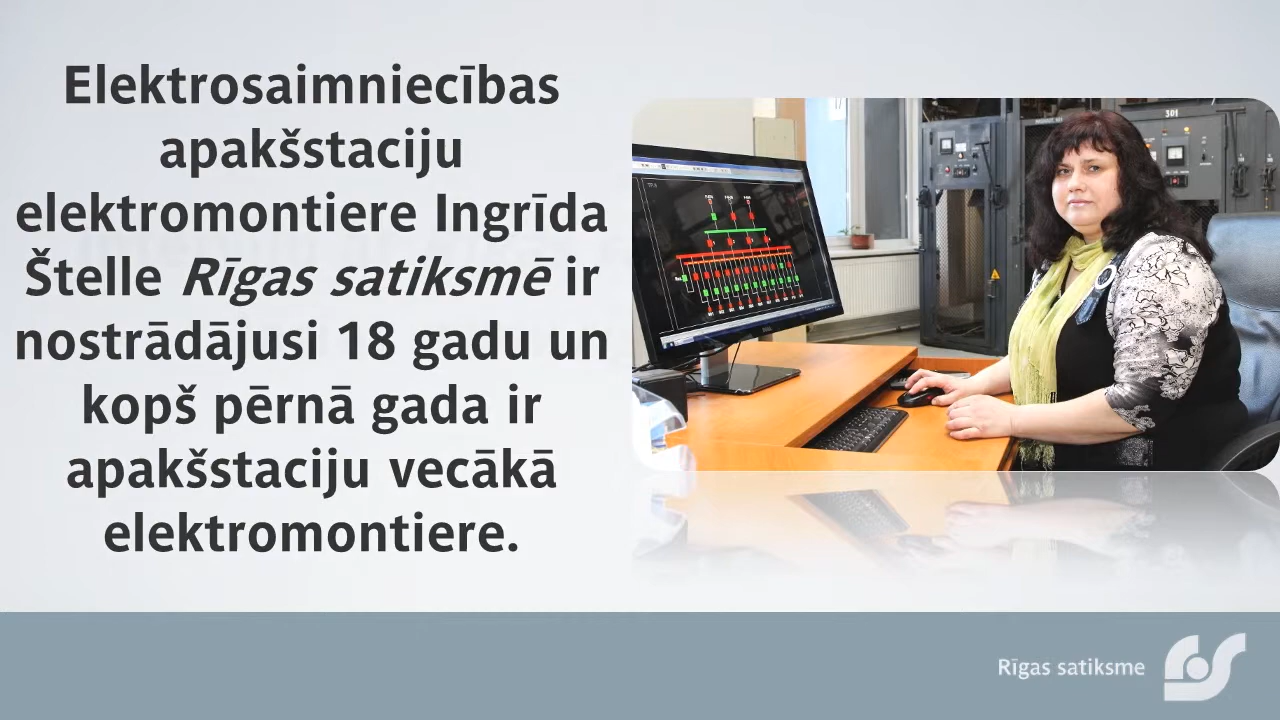 Elektrosaimniecības
apakšstaciju
elektromontiere Ingrīda
Štelle Rīgas satiksmē ir
nostrādājusi 18 gadu un
kopš pērnā gada ir
apakšstaciju vecākā
elektromontiere.
301
Rīgas satiksme